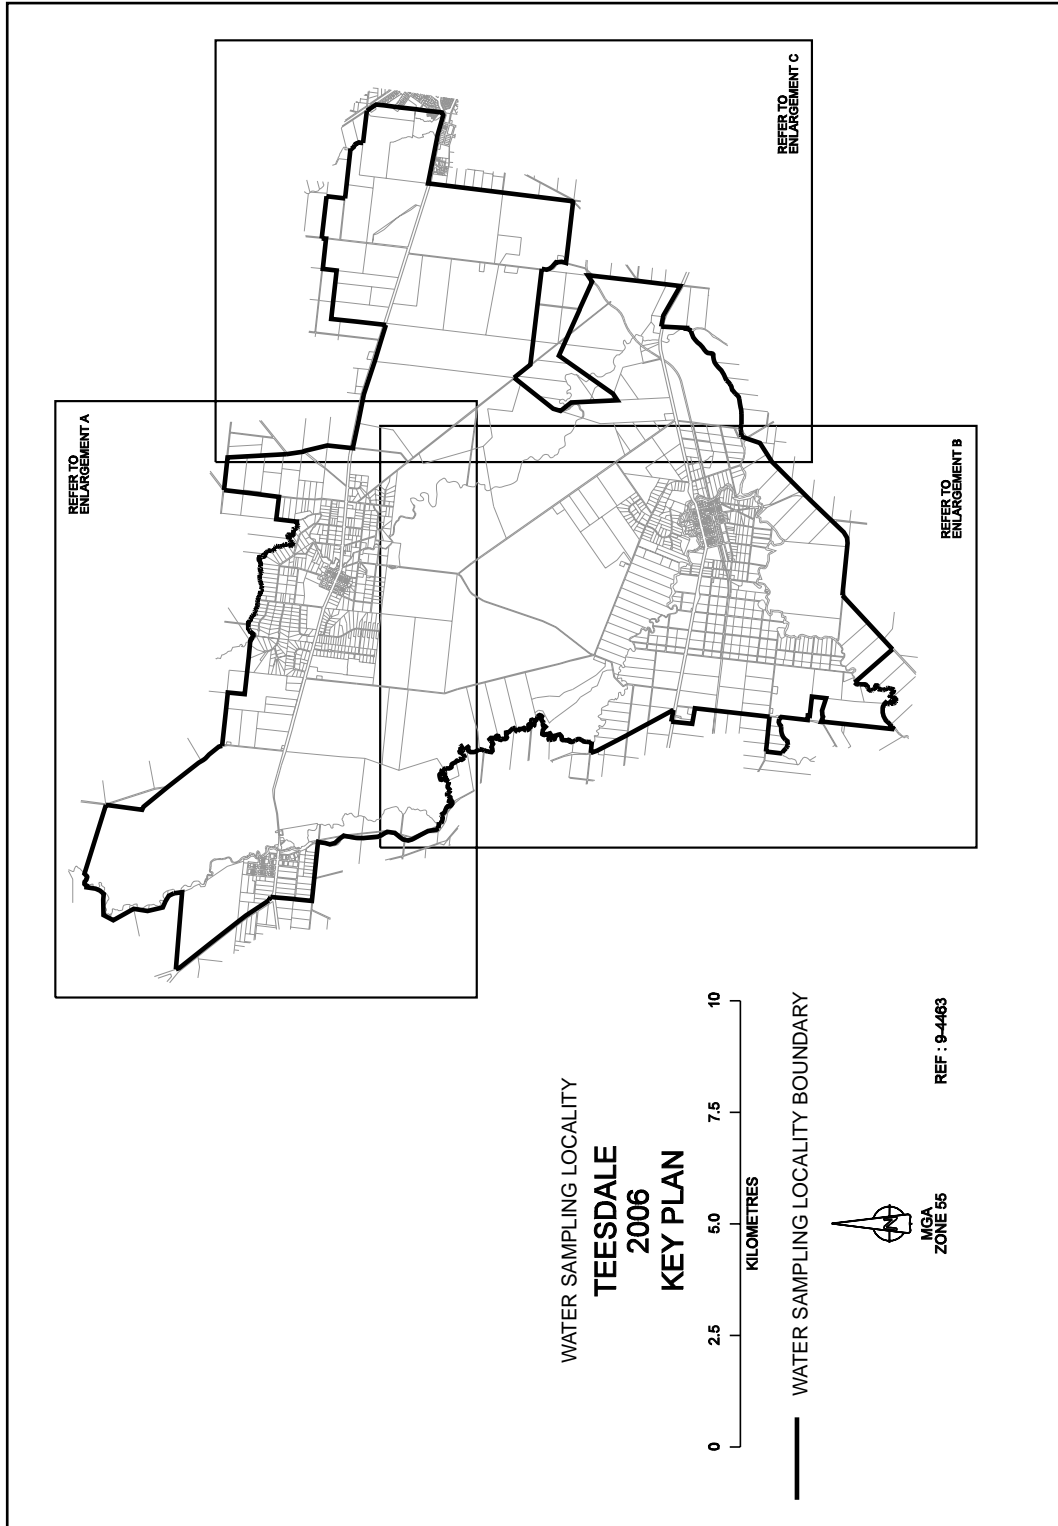 REFER TO
ENLARGEMENT A
REFER TO
ENLARGEMENT B
REFER TO
ENLARGEMENT C
WATER SAMPLING LOCALITY
TEESDALE
2006
KEY PLAN
0 2.5 5.0 7.5 10
KILOMETRES
WATER SAMPLING LOCALITY BOUNDARY
N
MGA
ZONE 55
REF : 9-4463